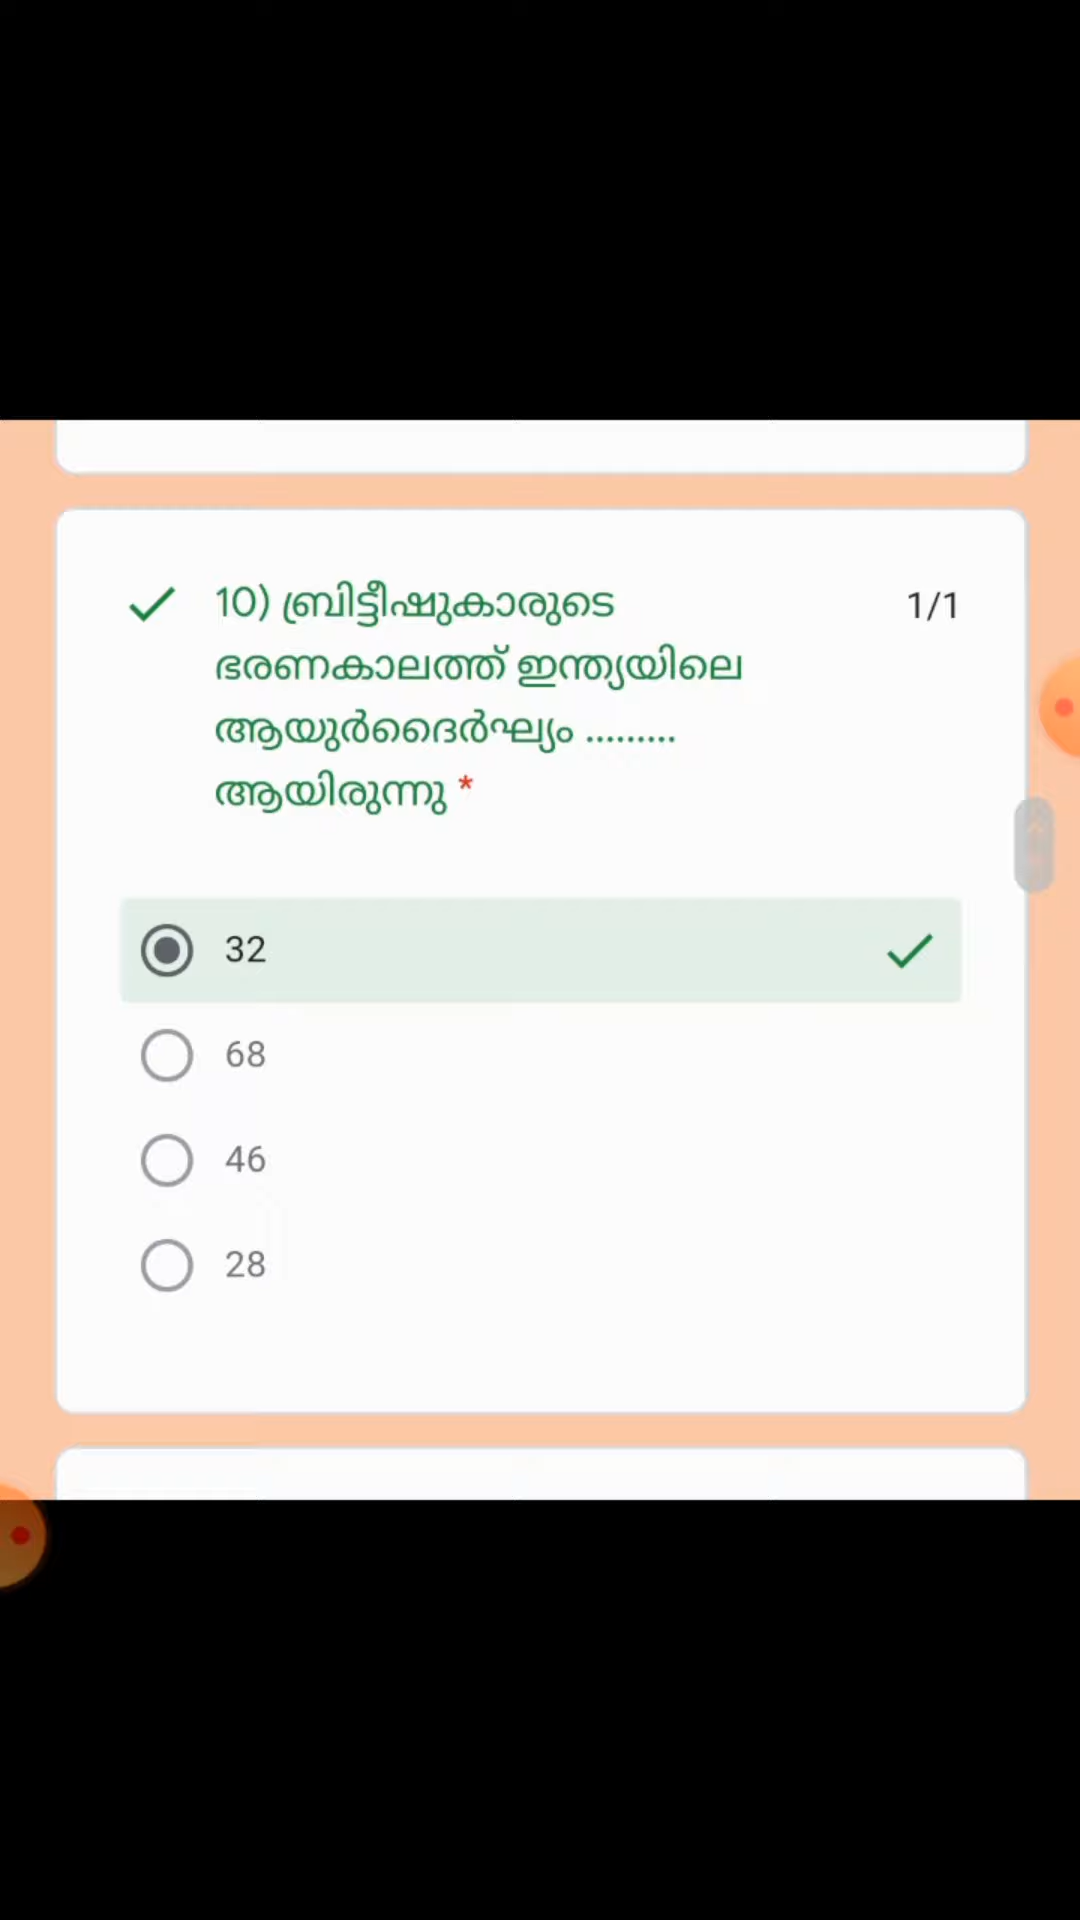 10) ബ്രിട്ടീഷുകാരുടെ 1/1
ഭരണകാലത്ത് ഇന്ത്യയിലെ
ആയുർദൈർഘ്യം .........
ആയിരുന്നു *
32
68
46
28